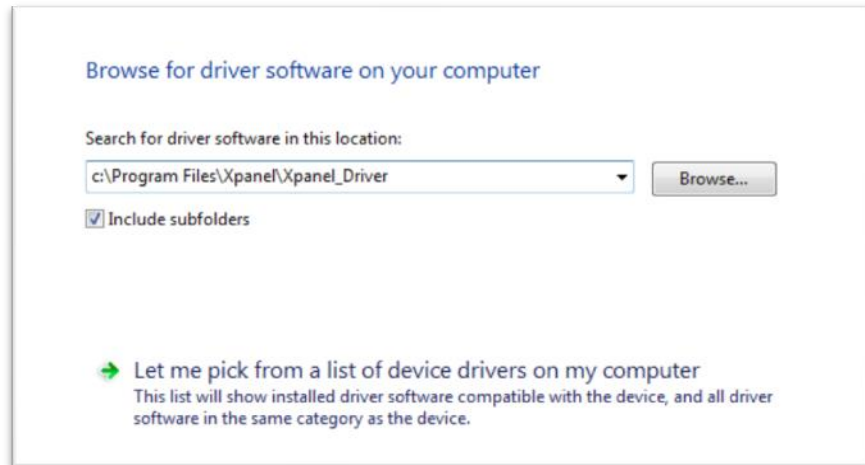 Browse for driver software on your computer
Search for driver software in this location:
c:\Program Files\Xpanel\Xpanel_Driver
Browse...
Include subfolders
Let me pick from a list of device drivers on my computer
This list will show installed driver software compatible with the device, and all driver
software in the same category as the device.